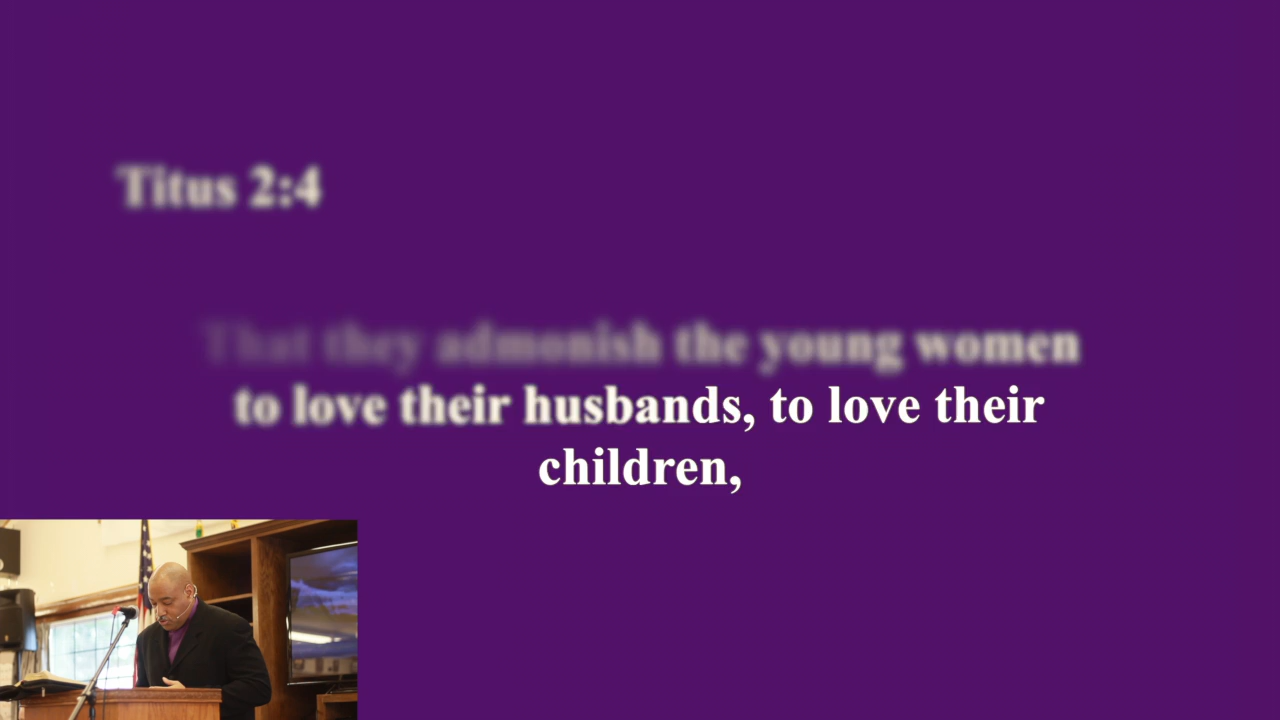 Titus 2:4
That they admonish the young women
to love their husbands, to love their
children,